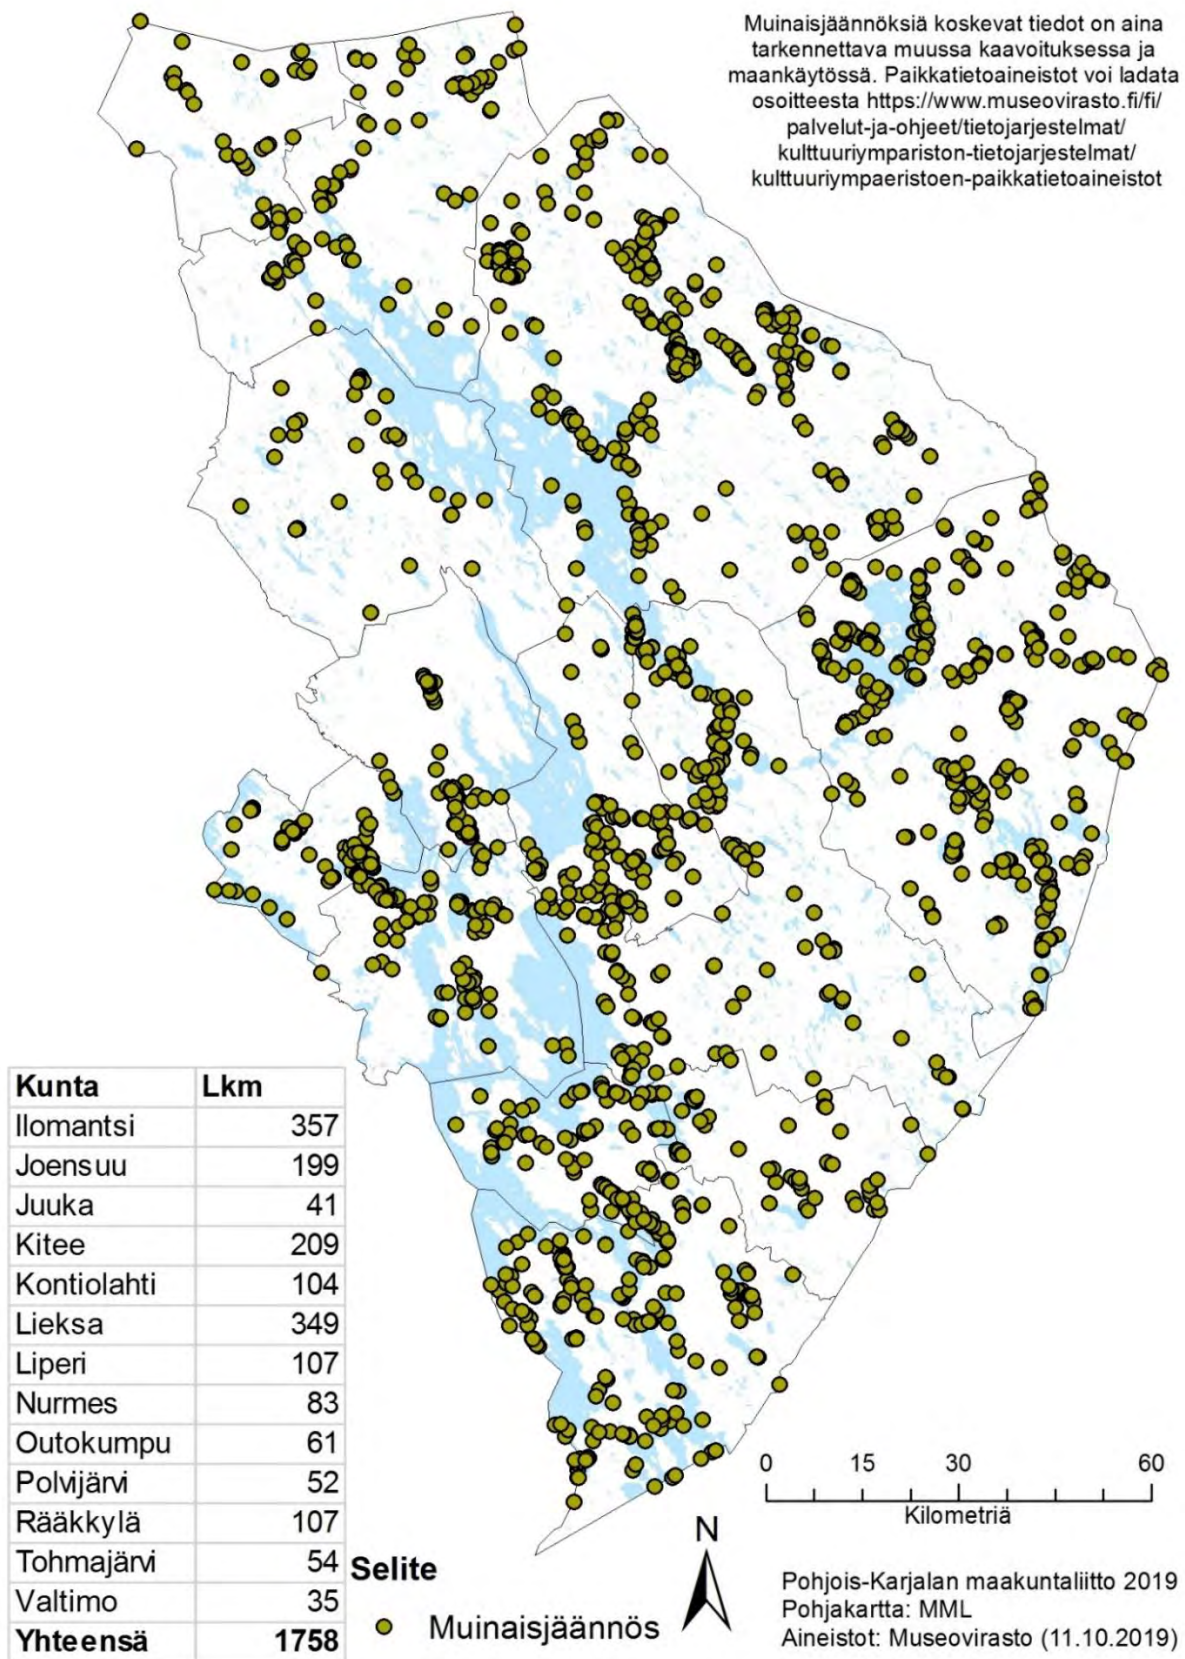 Muinaisjäännöksiä koskevat tiedot on aina
tarkennettava muussa kaavoituksessa ja
maankäytössä. Paikkatietoaineistot voi ladata
osoitteesta https://www.museovirasto.fi/fi/
palvelut-ja-ohjeet/tietojarjestelmat/
kulttuuriympariston-tietojarjestelmat/
kulttuuriympaeristoen-paikkatietoaineistot
Kunta Lkm
Ilomantsi 357
Joensuu 199
Juuka 41
Kitee 209
Kontiolahti 104
Lieksa 349
Liperi 107
Nurmes 83
Outokumpu 61
Polvijärvi 52
Rääkkylä 107
Tohmajärvi 54
Valtimo 35
Yhteensä 1758
Selite
Muinaisjäännös
N
0 15 30 60
Kilometriä
Pohjois-Karjalan maakuntaliitto 2019
Pohjakartta: MML
Aineistot: Museovirasto (11.10.2019)